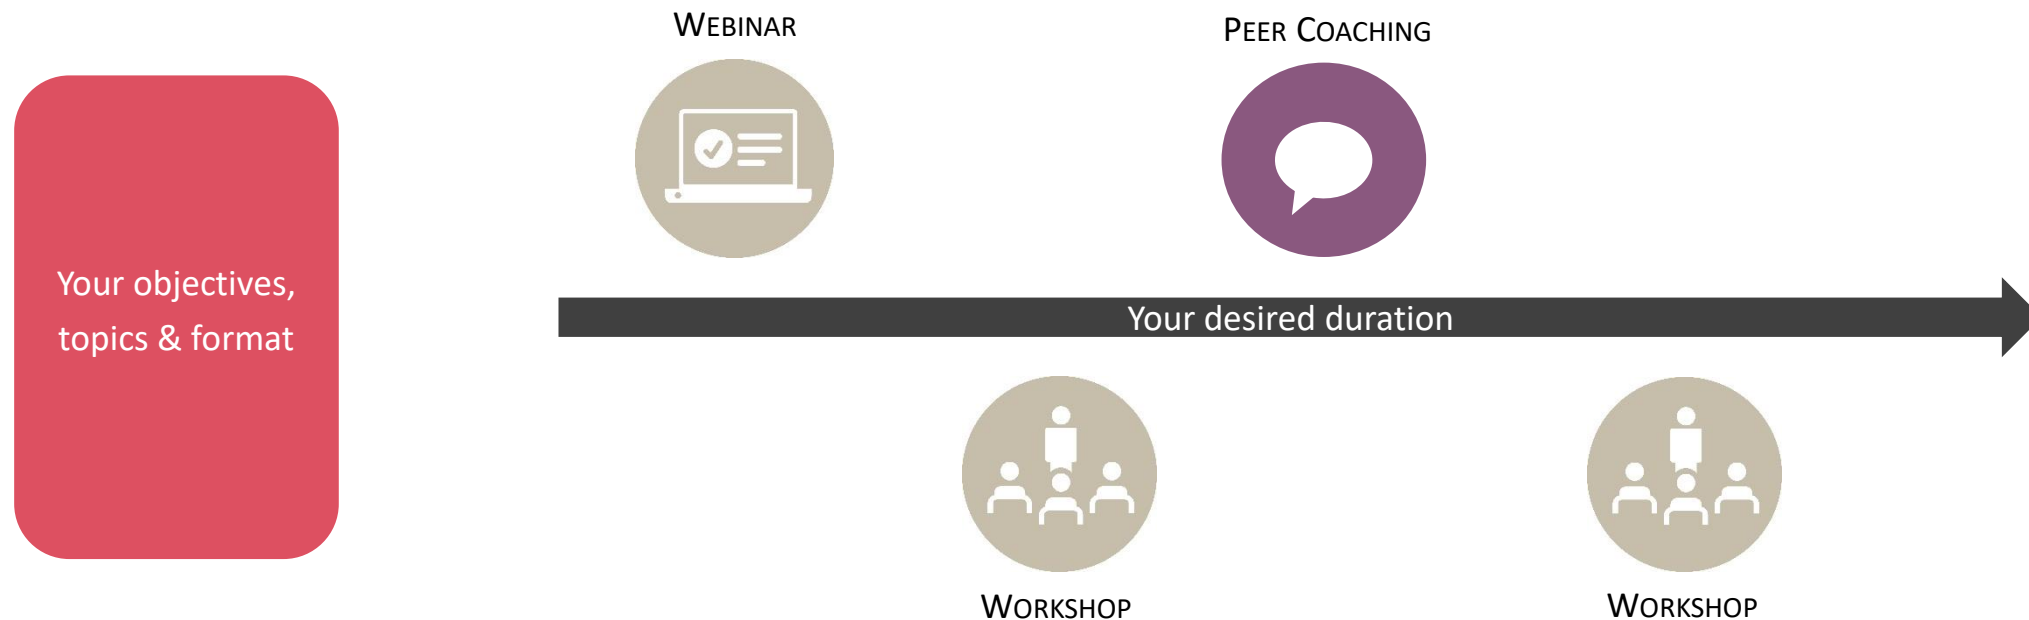 WEBINAR
PEER COACHING
Your objectives,
topics & format
Your desired duration
WORKSHOP
WORKSHOP